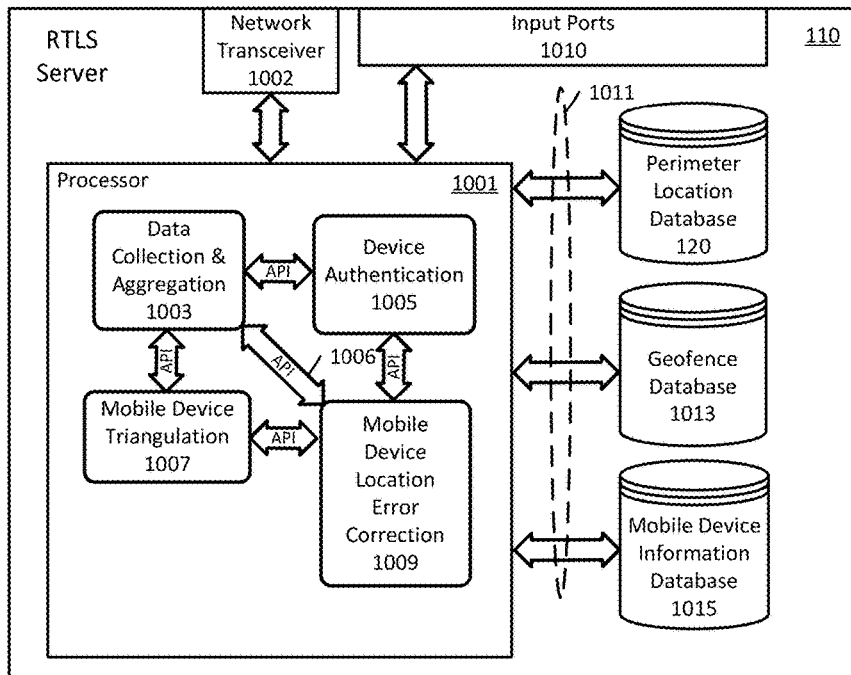 RTLS
Server
Network
Transceiver
1002
Input Ports
1010
110
1011
Processor
1001
Data
Collection &
Aggregation
1003
API
Device
Authentication
1005
API
API
1006
API
Mobile Device
Triangulation
1007
API
Mobile
Device
Location
Error
Correction
1009
Perimeter
Location
Database
120
Geofence
Database
1013
Mobile Device
Information
Database
1015